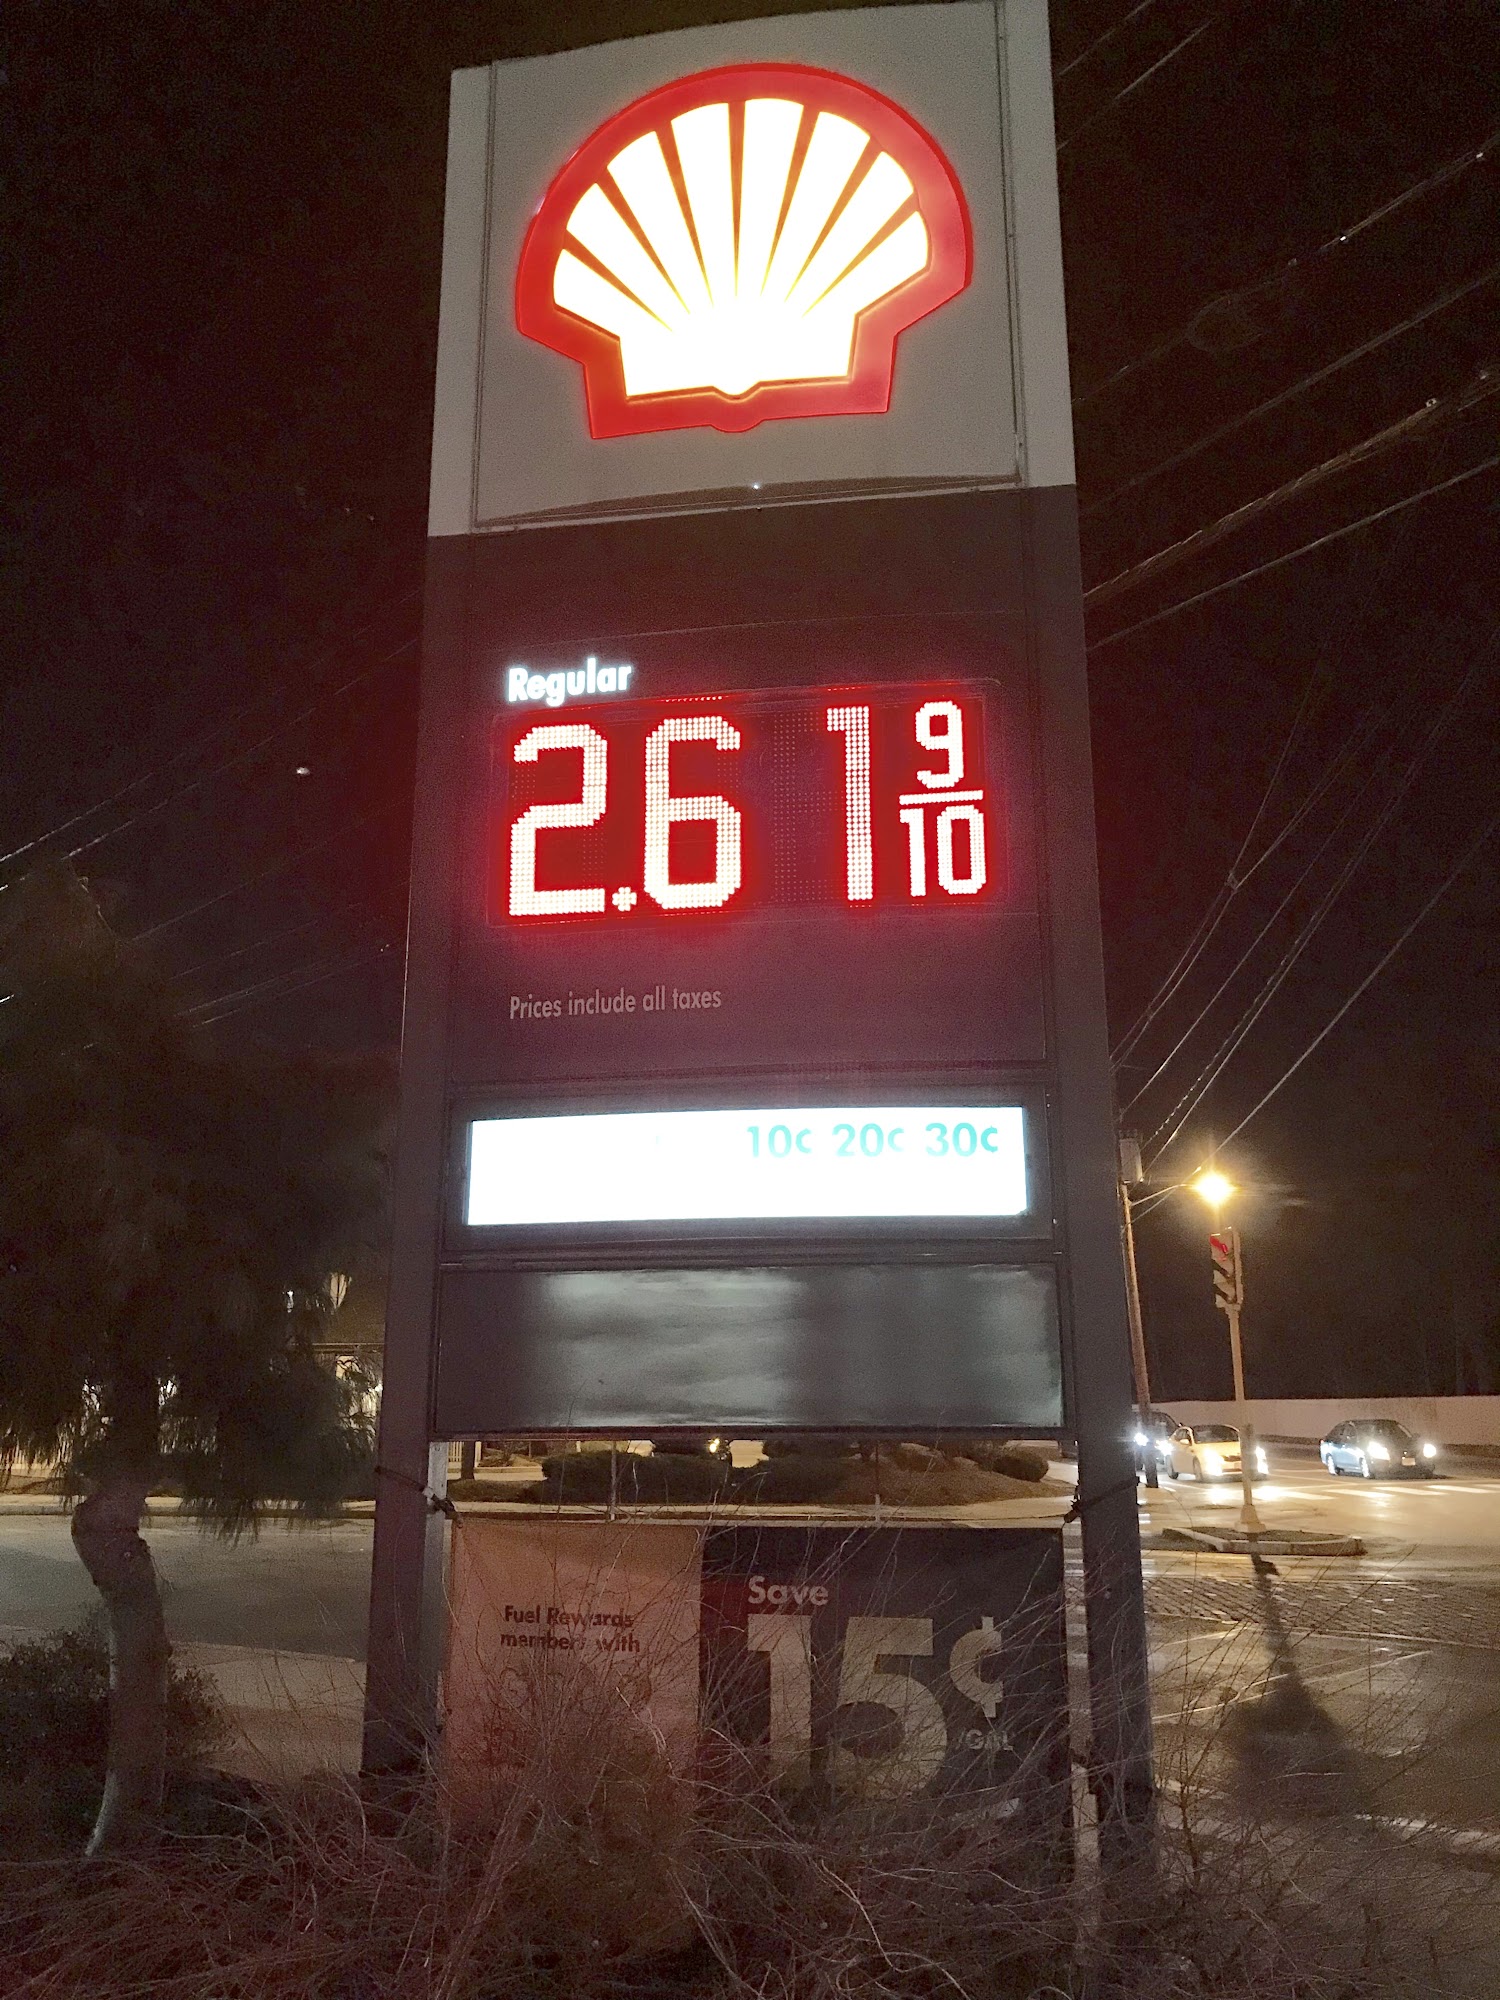 Regular
2.61 9/10
Prices include all taxes
10¢ 20¢ 30¢
Fuel Rewards
members with
Save
15¢
/GAL